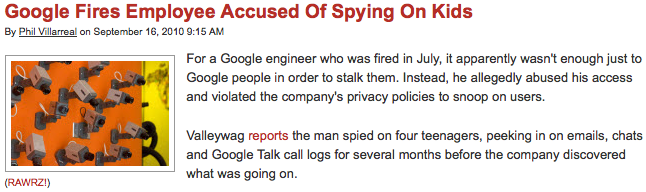 Google Fires Employee Accused Of Spying On Kids
By Phil Villarreal on September 16, 2010 9:15 AM
For a Google engineer who was fired in July, it apparently wasn't enough just to
Google people in order to stalk them. Instead, he allegedly abused his access
and violated the company's privacy policies to snoop on users.
Valleywag reports the man spied on four teenagers, peeking in on emails, chats
and Google Talk call logs for several months before the company discovered
what was going on.
(RAWRZ!)